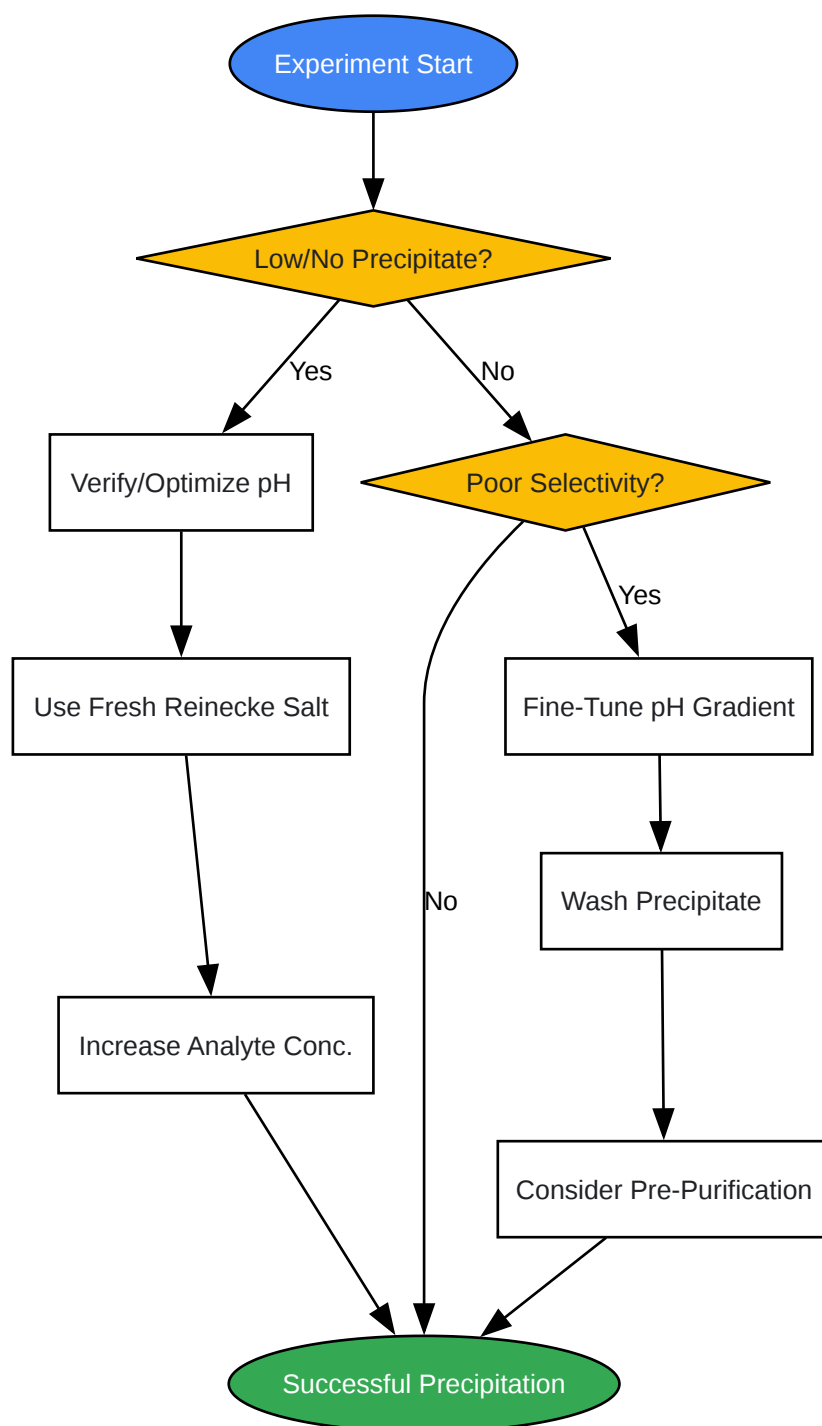 Experiment Start
Low/No Precipitate?
Yes
No
Verify/Optimize pH
Poor Selectivity?
Yes
Use Fresh Reinecke Salt
Fine-Tune pH Gradient
No
Wash Precipitate
Increase Analyte Conc.
Consider Pre-Purification
Successful Precipitation